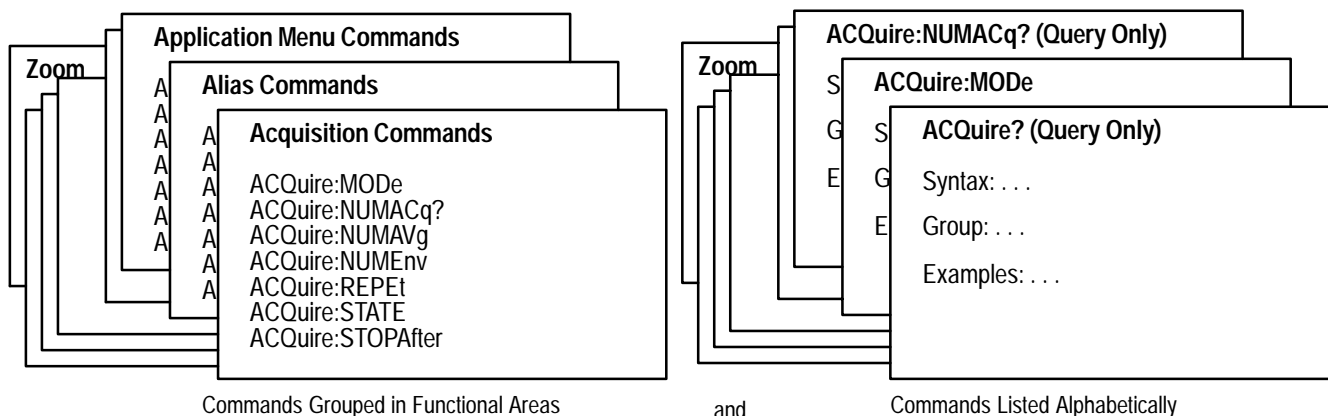 Application Menu Commands
Zoom
A
A
A
A
A
A
A
Alias Commands
A
A
A
A
A
A
A
Acquisition Commands
ACQuire:MODe
ACQuire:NUMACq?
ACQuire:NUMAVg
ACQuire:NUMEnv
ACQuire:REPEt
ACQuire:STATE
ACQuire:STOPAfter
Commands Grouped in Functional Areas
and
ACQuire:NUMACq? (Query Only)
Zoom
S
G
E
ACQuire:MODe
S
G
E
ACQuire? (Query Only)
Syntax: . . .
Group: . . .
Examples: . . .
Commands Listed Alphabetically